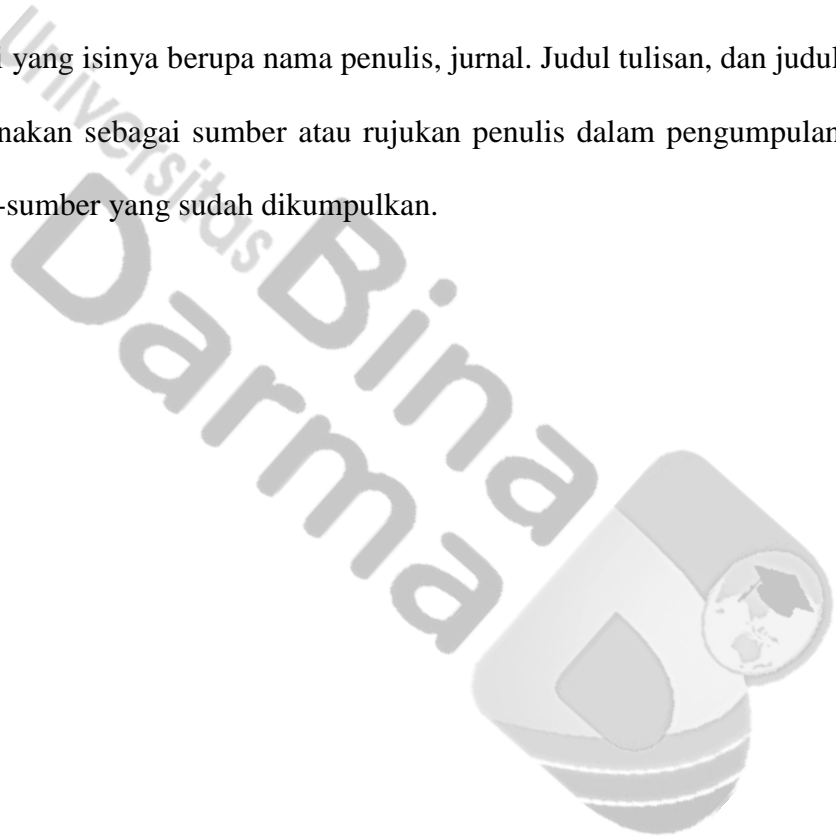 i yang isinya berupa nama penulis, jurnal. Judul tulisan, dan judul
nakan sebagai sumber atau rujukan penulis dalam pengumpulan
-sumber yang sudah dikumpulkan.
Universitas
Bina
Darma